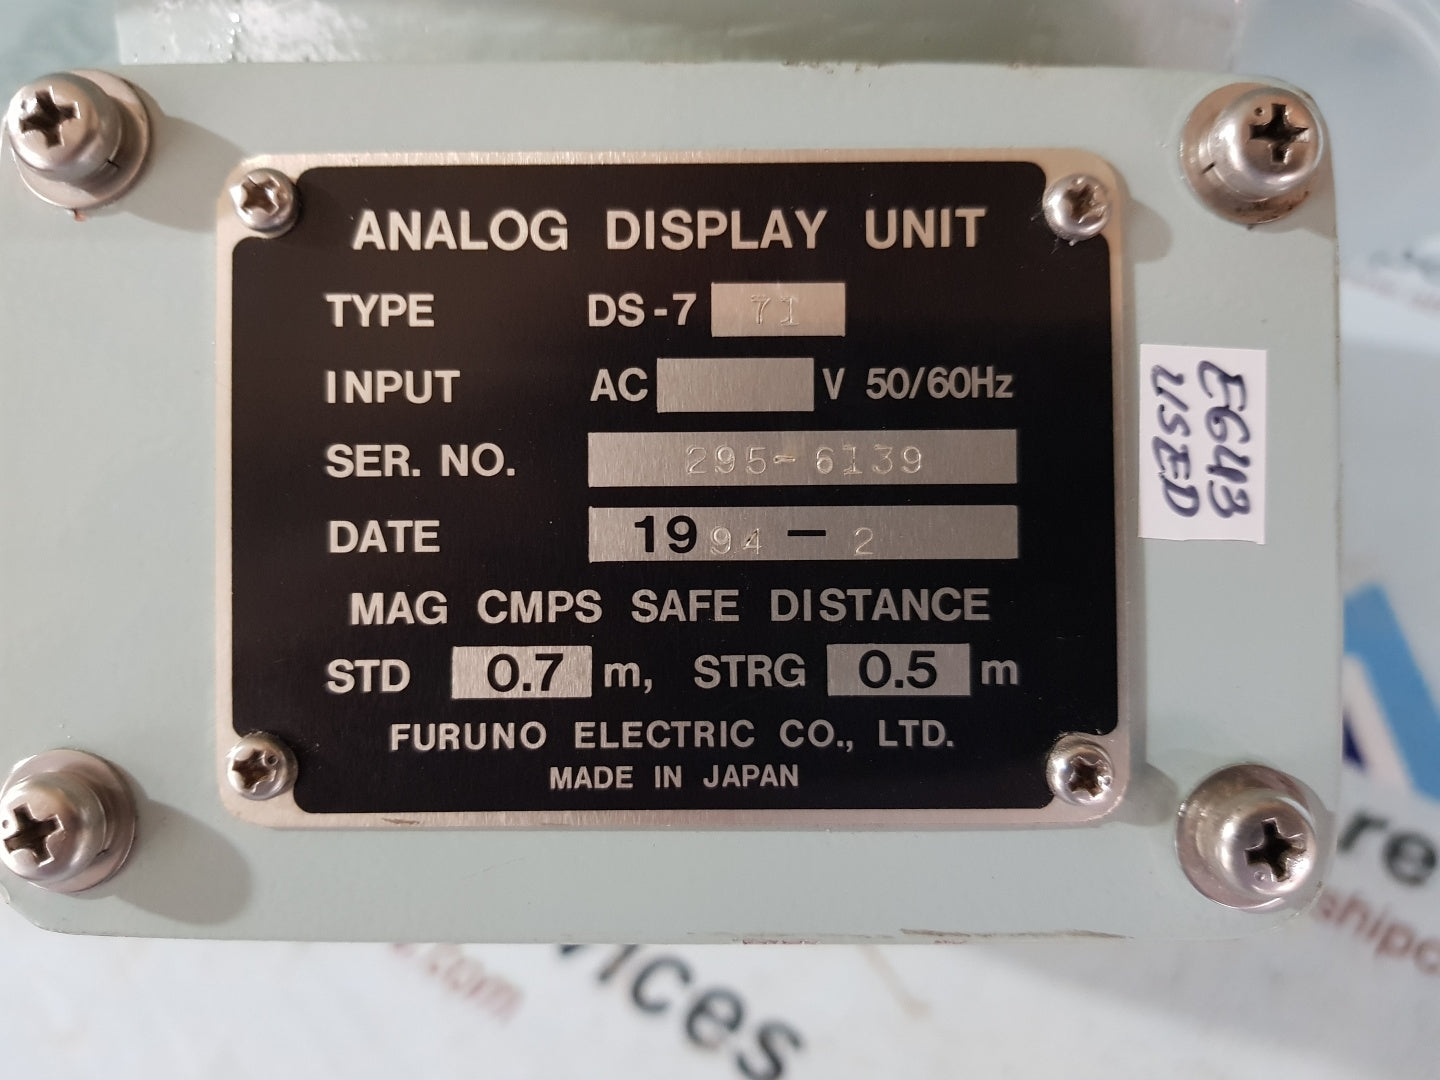 ANALOG DISPLAY UNIT
TYPE DS-7 71
INPUT AC V 50/60Hz
SER. NO. 295-6139
DATE 1994-2
MAG CMPS SAFE DISTANCE
STD 0.7 m, STRG 0.5 m
FURUNO ELECTRIC CO., LTD.
MADE IN JAPAN
E643
USED